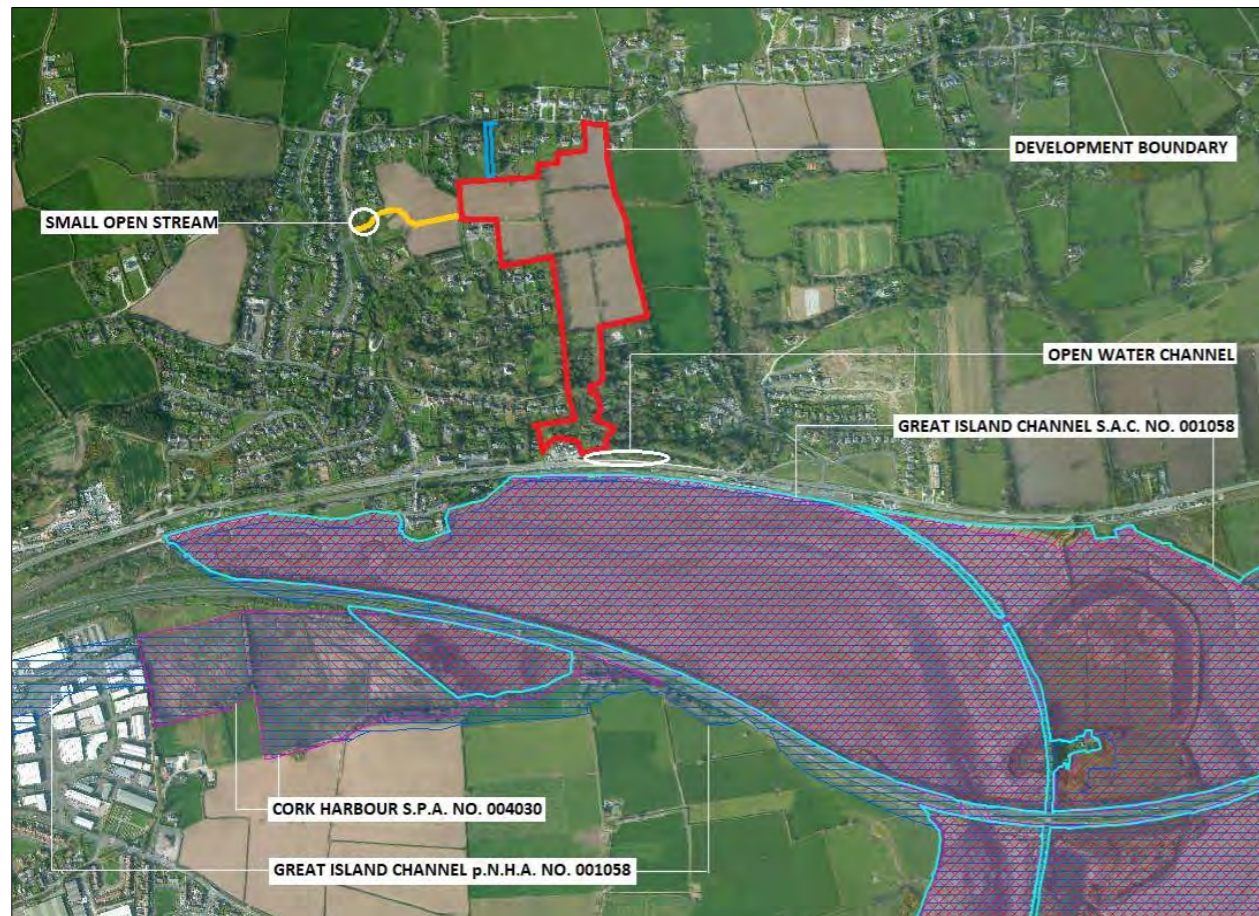 DEVELOPMENT BOUNDARY
SMALL OPEN STREAM
OPEN WATER CHANNEL
GREAT ISLAND CHANNEL S.A.C. NO. 001058
CORK HARBOUR S.P.A. NO. 004030
GREAT ISLAND CHANNEL p.N.H.A. NO. 001058